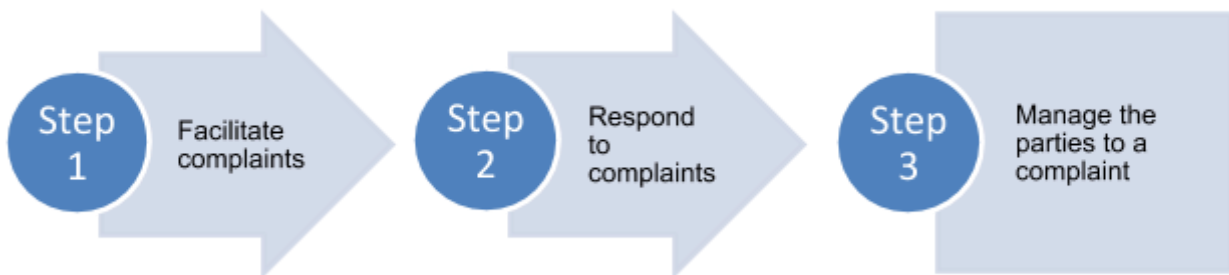 Step
1
Facilitate
complaints
Step
2
Respond
to
complaints
Step
3
Manage the
parties to a
complaint